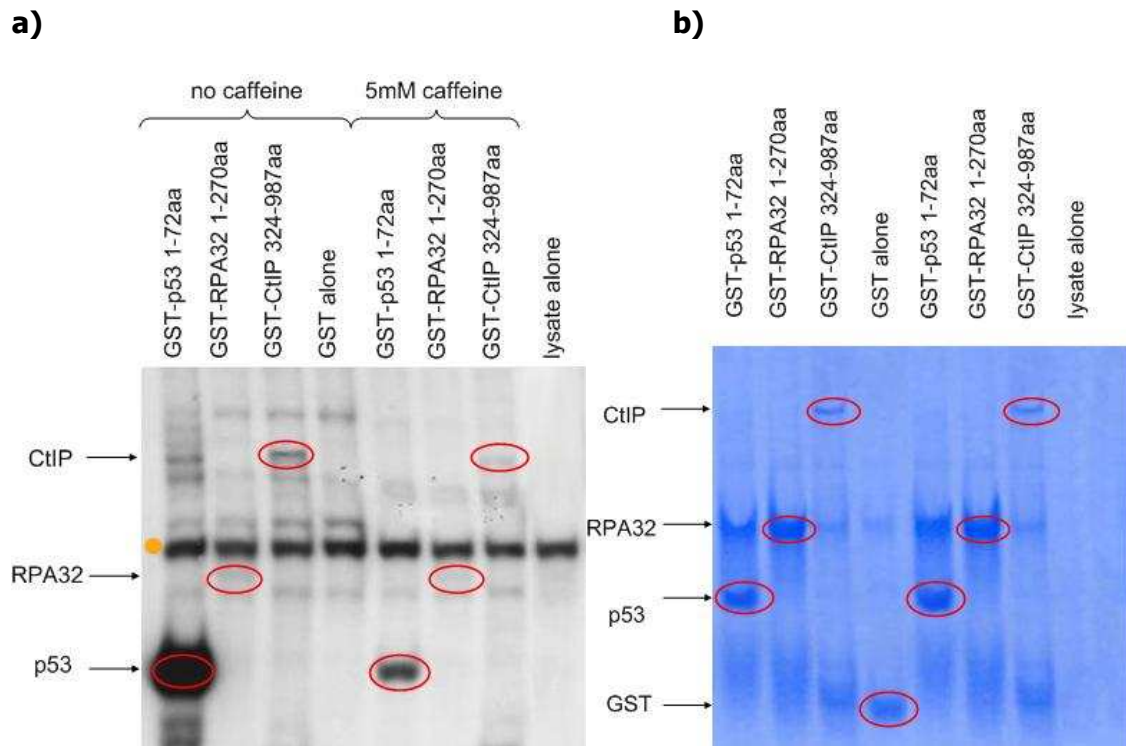 a)
no caffeine
5mM caffeine
GST-p53 1-72aa
GST-RPA32 1-270aa
GST-CtIP 324-987aa
GST alone
GST-p53 1-72aa
GST-RPA32 1-270aa
GST-CtIP 324-987aa
lysate alone
CtIP
RPA32
p53
b)
GST-p53 1-72aa
GST-RPA32 1-270aa
GST-CtIP 324-987aa
GST alone
GST-p53 1-72aa
GST-RPA32 1-270aa
GST-CtIP 324-987aa
lysate alone
CtIP
RPA32
p53
GST